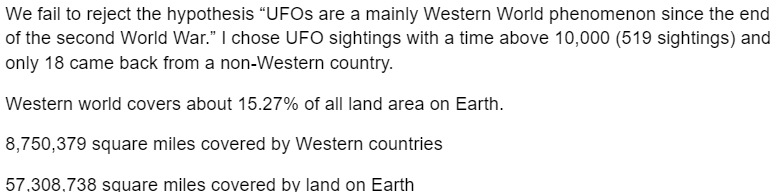 We fail to reject the hypothesis “UFOs are a mainly Western World phenomenon since the end
of the second World War.” I chose UFO sightings with a time above 10,000 (519 sightings) and
only 18 came back from a non-Western country.
Western world covers about 15.27% of all land area on Earth.
8,750,379 square miles covered by Western countries
57,308,738 square miles covered by land on Earth